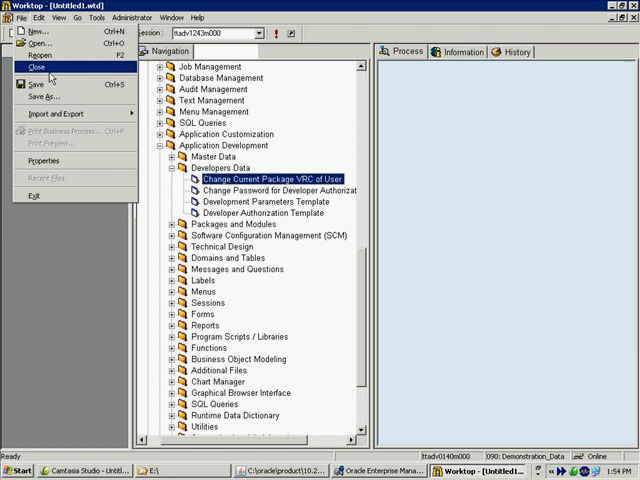 Worktop - [Untitled1.wtd]
File Edit View Go Tools Administrator Window Help
Session: ttadv1243m000
New... Ctrl+N
Open... Ctrl+O
Reopen F2
Close
Save Ctrl+S
Save As...
Import and Export
Print Business Process... Ctrl+P
Print Preview...
Properties
Recent Files
Exit
Navigation
Job Management
Database Management
Audit Management
Text Management
Menu Management
SQL Queries
Application Customization
Application Development
Master Data
Developers Data
Change Current Package VRC of User
Change Password for Developer Authorizat
Development Parameters Template
Developer Authorization Template
Packages and Modules
Software Configuration Management (SCM)
Technical Design
Domains and Tables
Messages and Questions
Labels
Menus
Sessions
Forms
Reports
Program Scripts / Libraries
Functions
Business Object Modeling
Additional Files
Chart Manager
Graphical Browser Interface
SQL Queries
Runtime Data Dictionary
Utilities
Process Information History
Ready ttadv0140m000 090: Demonstration_Data Online
Start Camtasia Studio - Untitl... E:\ C:\oracle\product\10.2... Oracle Enterprise Mana... Worktop - [Untitled1... 1:54 PM